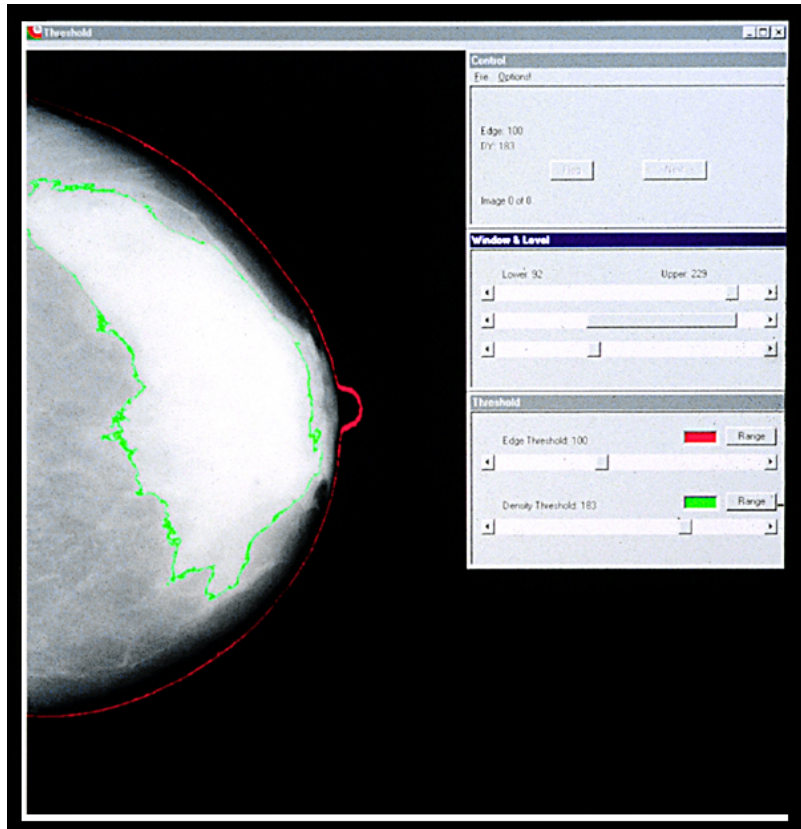 Threshold
Control
File Options!
Edge: 100
DY: 183
Image 0 of 0
Window & Level
Lower: 92 Upper: 229
Threshold
Edge Threshold: 100 Range
Density Threshold: 183 Range